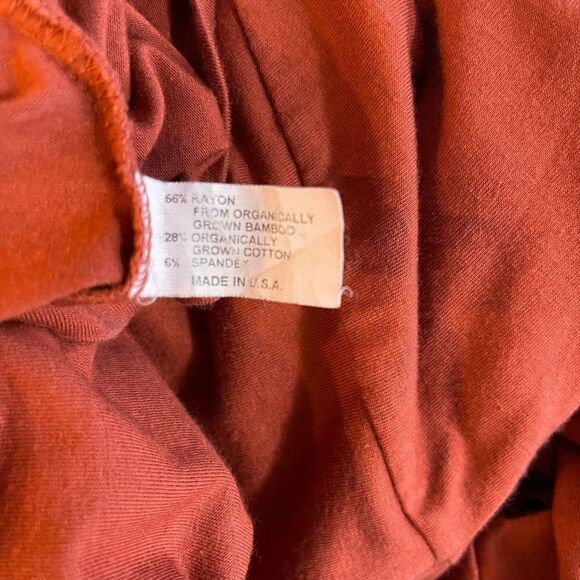 66% RAYON
FROM ORGANICALLY
GROWN BAMBOO
28% ORGANICALLY
GROWN COTTON
6% SPANDEX
MADE IN U.S.A.